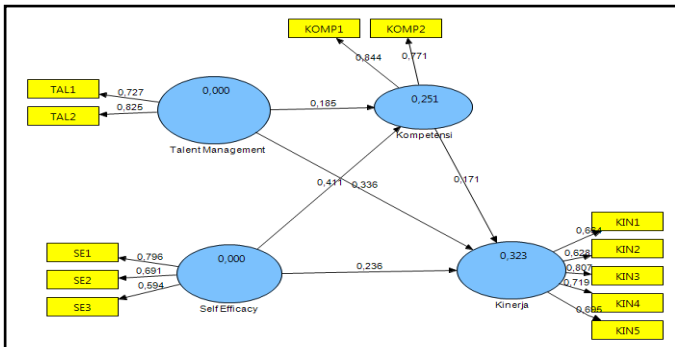 KOMP1
KOMP2
0,844
0,771
TAL1
TAL2
0,727
0,825
0,000
Talent Management
0,185
0,251
Kompetensi
0,411
0,336
0,171
SE1
SE2
SE3
0,796
0,691
0,594
0,000
Self Efficacy
0,236
0,323
Kinerja
0,628
0,807
0,719
KIN1
KIN2
KIN3
KIN4
KIN5